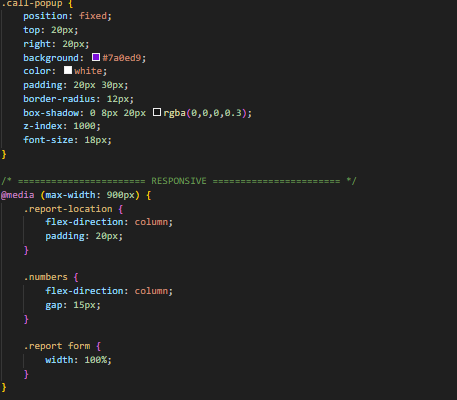 .call-popup {
    position: fixed;
    top: 20px;
    right: 20px;
    background: #7a0ed9;
    color: white;
    padding: 20px 30px;
    border-radius: 12px;
    box-shadow: 0 8px 20px rgba(0,0,0,0.3);
    z-index: 1000;
    font-size: 18px;
}

/* ======================= RESPONSIVE ======================= */
@media (max-width: 900px) {
    .report-location {
        flex-direction: column;
        padding: 20px;
    }

    .numbers {
        flex-direction: column;
        gap: 15px;
    }

    .report form {
        width: 100%;
    }
}